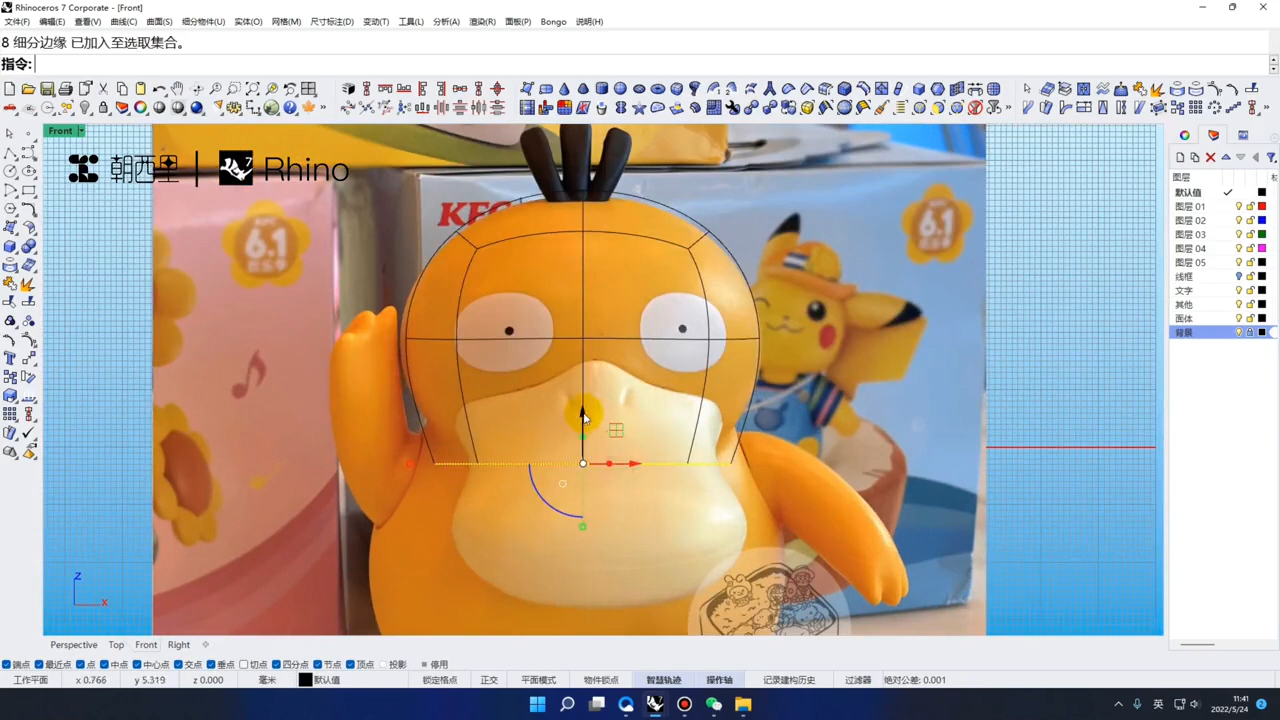 Rhinoceros 7 Corporate - [Front]
文件(F) 编辑(E) 查看(V) 曲线(C) 曲面(S) 细分物件(U) 实体(O) 网格(M) 尺寸标注(D) 变动(T) 工具(L) 分析(A) 渲染(R) 面板(P) Bongo 说明(H)
8 细分边缘 已加入至选取集合。
指令:
Front
朝西里 7 Rhino
KFC
6.1
6.1
图层
默认值
图层 01
图层 02
图层 03
图层 04
图层 05
线框
文字
其他
面体
背景
z
x
Perspective Top Front Right
端点 最近点 点 中点 中心点 交点 垂点 切点 四分点 节点 顶点 投影 停用
工作平面 x 0.766 y 5.319 z 0.000 毫米 默认值 锁定格点 正交 平面模式 物件锁点 智慧轨迹 操作轴 记录建构历史 过滤器 绝对公差: 0.001
英 11:41
2022/5/24
2